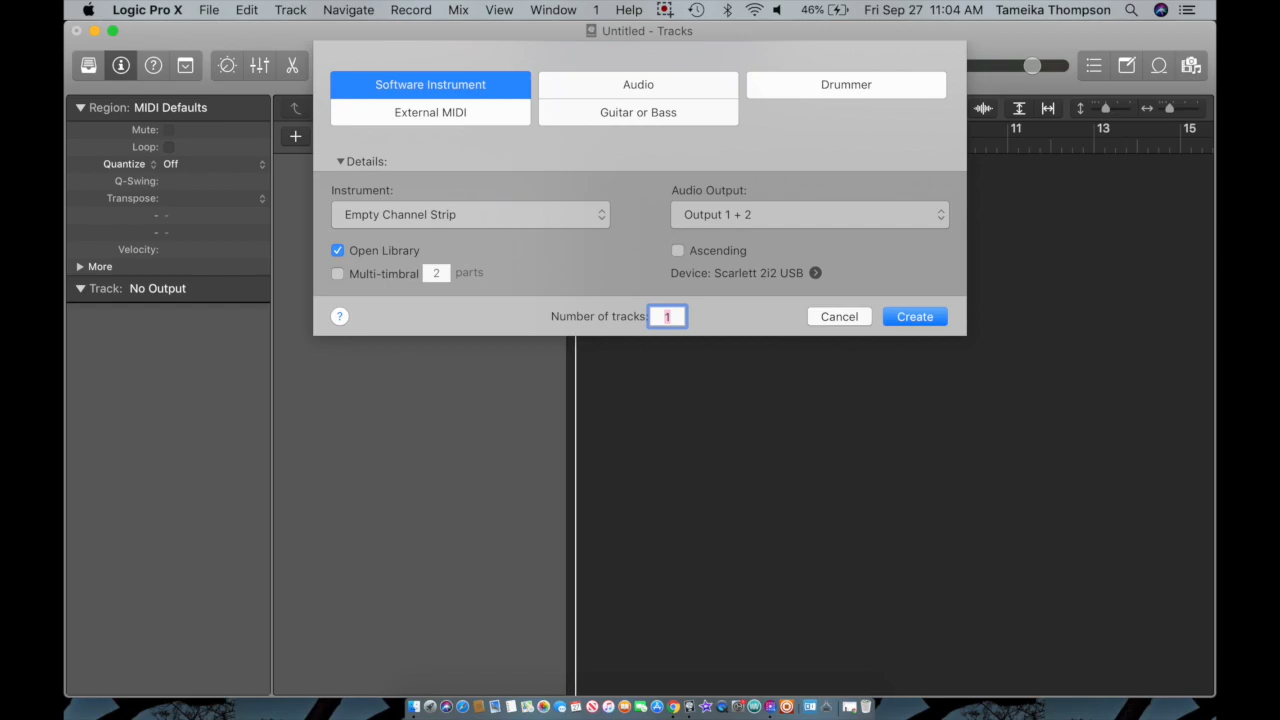 Logic Pro X File Edit Track Navigate Record Mix View Window 1 Help 46% Fri Sep 27 11:04 AM Tameika Thompson
Untitled - Tracks
Region: MIDI Defaults
Mute:
Loop:
Quantize Off
Q-Swing:
Transpose:
- -
- -
Velocity:
More
Track: No Output
Software Instrument Audio Drummer
External MIDI Guitar or Bass
Details:
Instrument: Audio Output:
Empty Channel Strip Output 1 + 2
Open Library Ascending
Multi-timbral 2 parts Device: Scarlett 2i2 USB
? Number of tracks: 1 Cancel Create
11 13 15